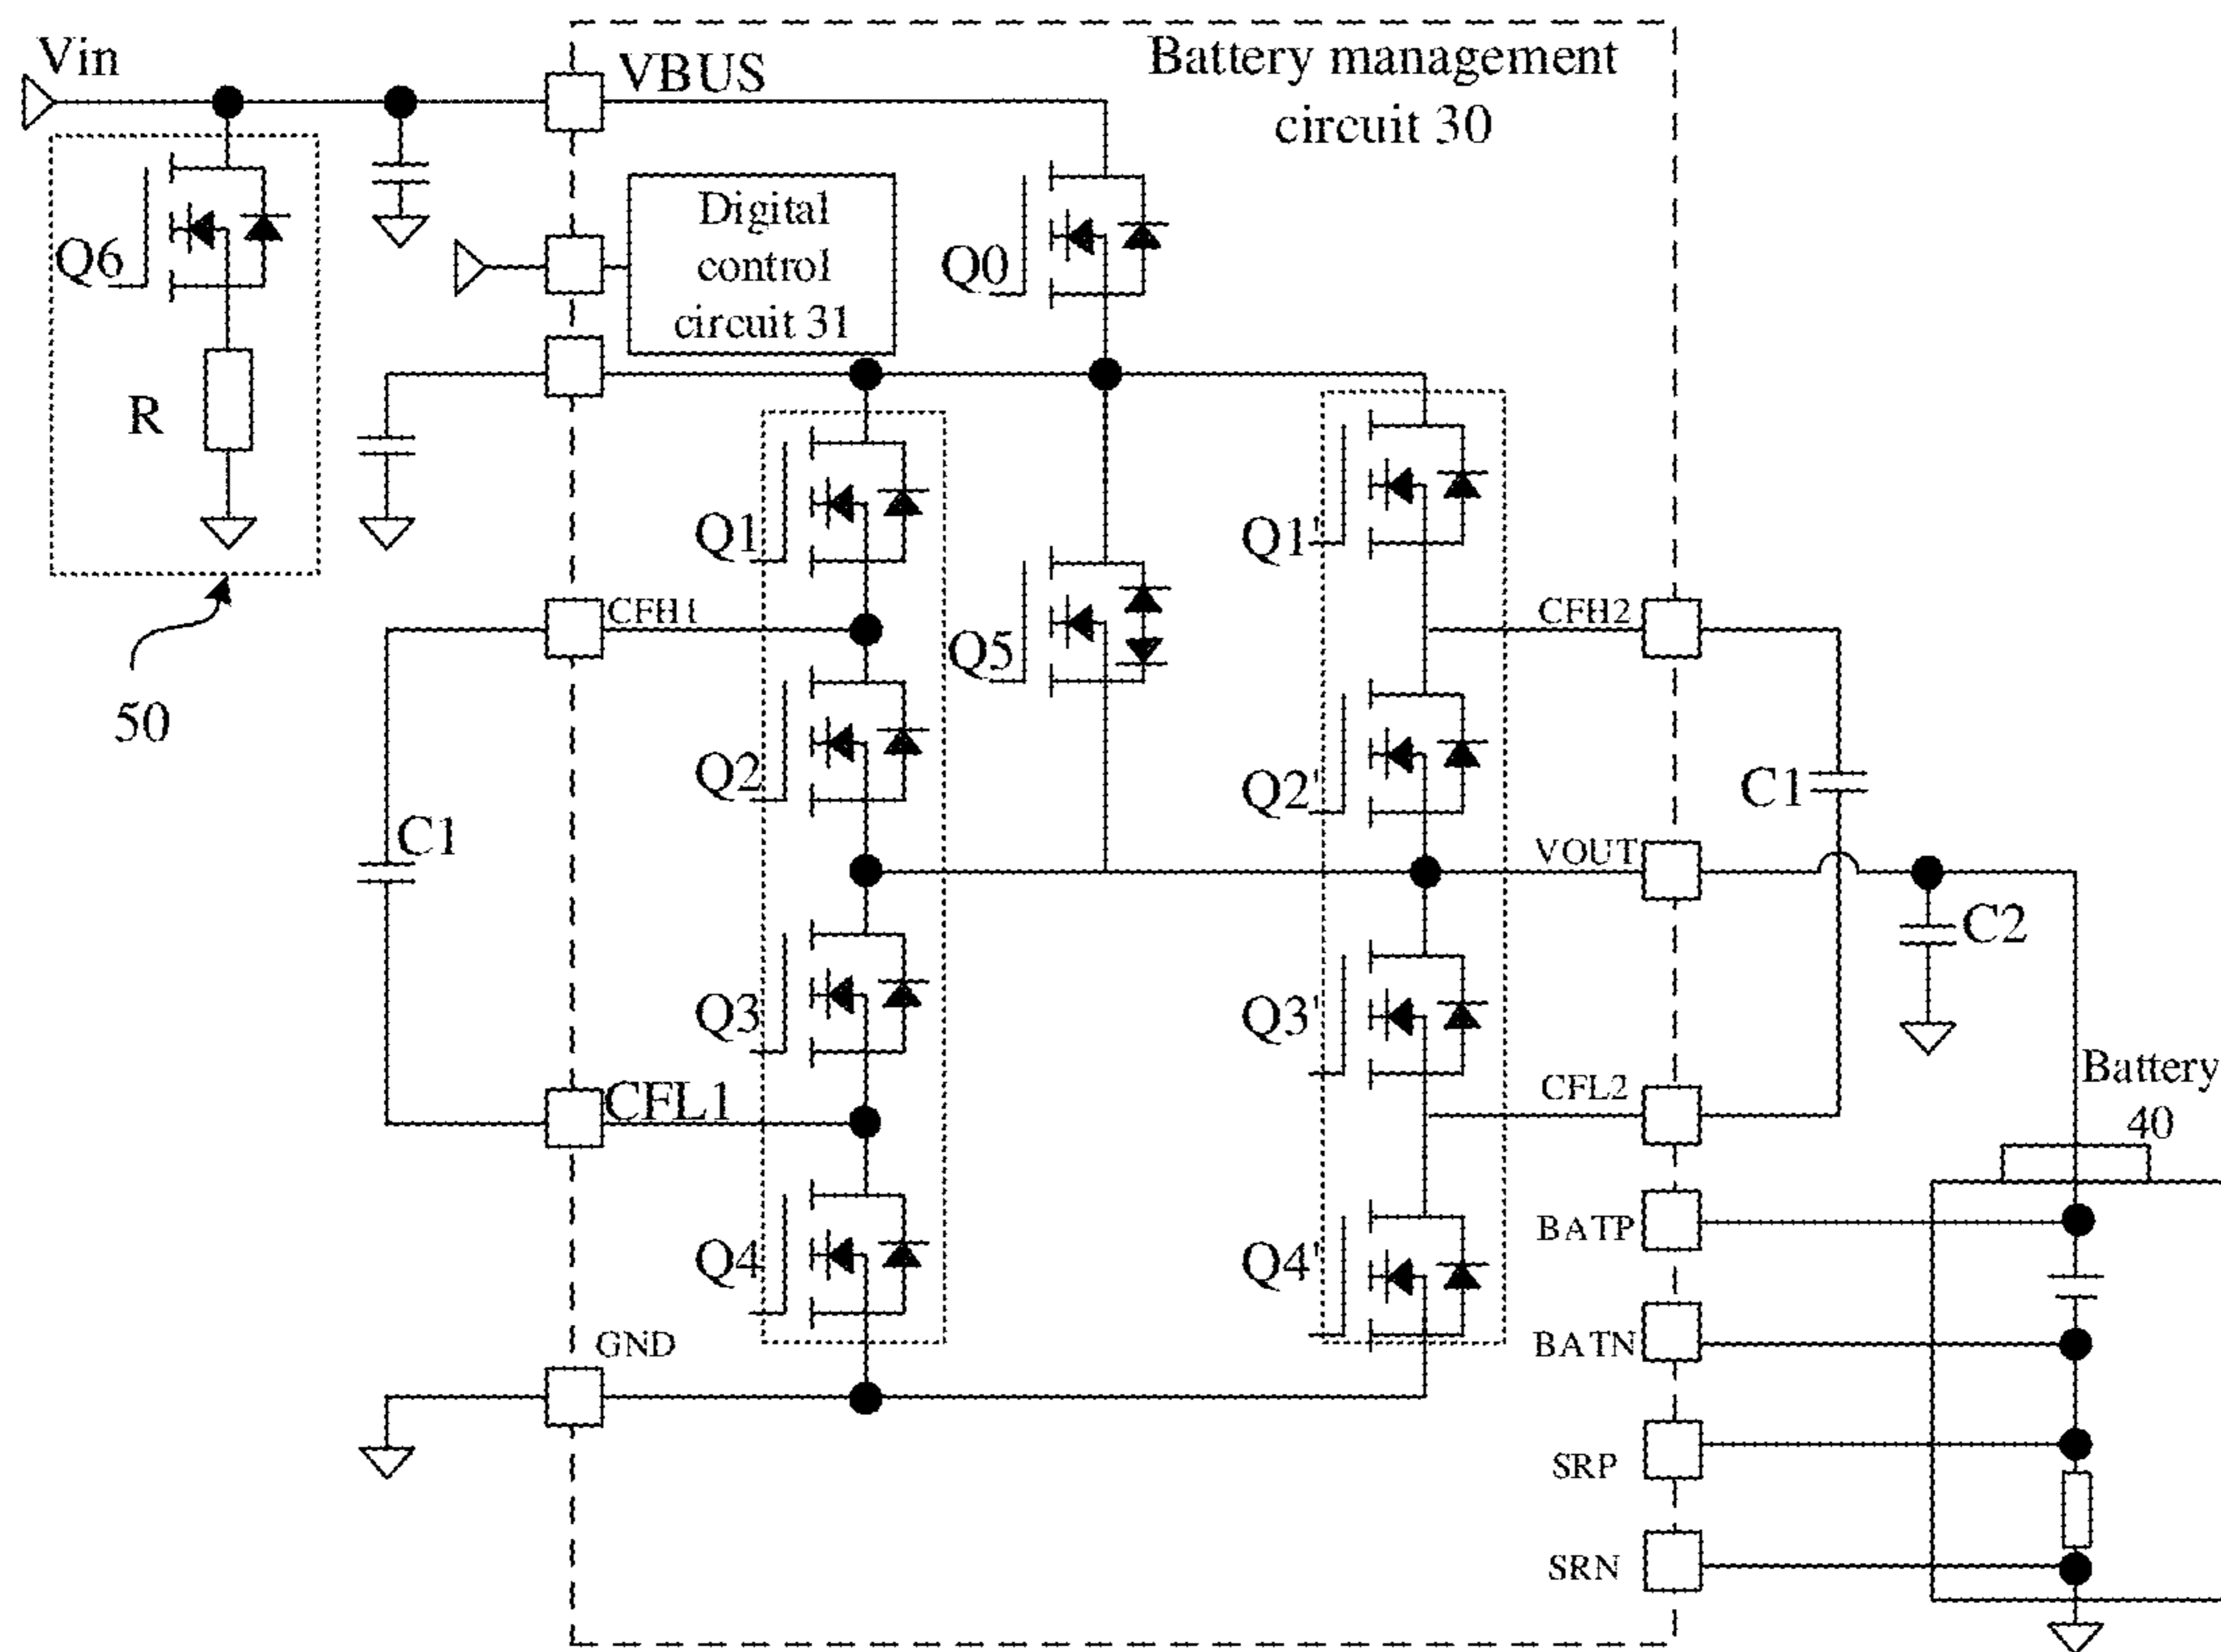 Vin
VBUS
Battery management
circuit 30
Digital
control
circuit 31
Q6
Q0
R
Q1
Q1'
CFH1
CFH2
Q5
50
Q2
Q2'
C1
C1
VOUT
C2
Q3
Q3'
Battery
40
CFL1
CFL2
BATP
Q4
Q4'
GND
BATN
SRP
SRN